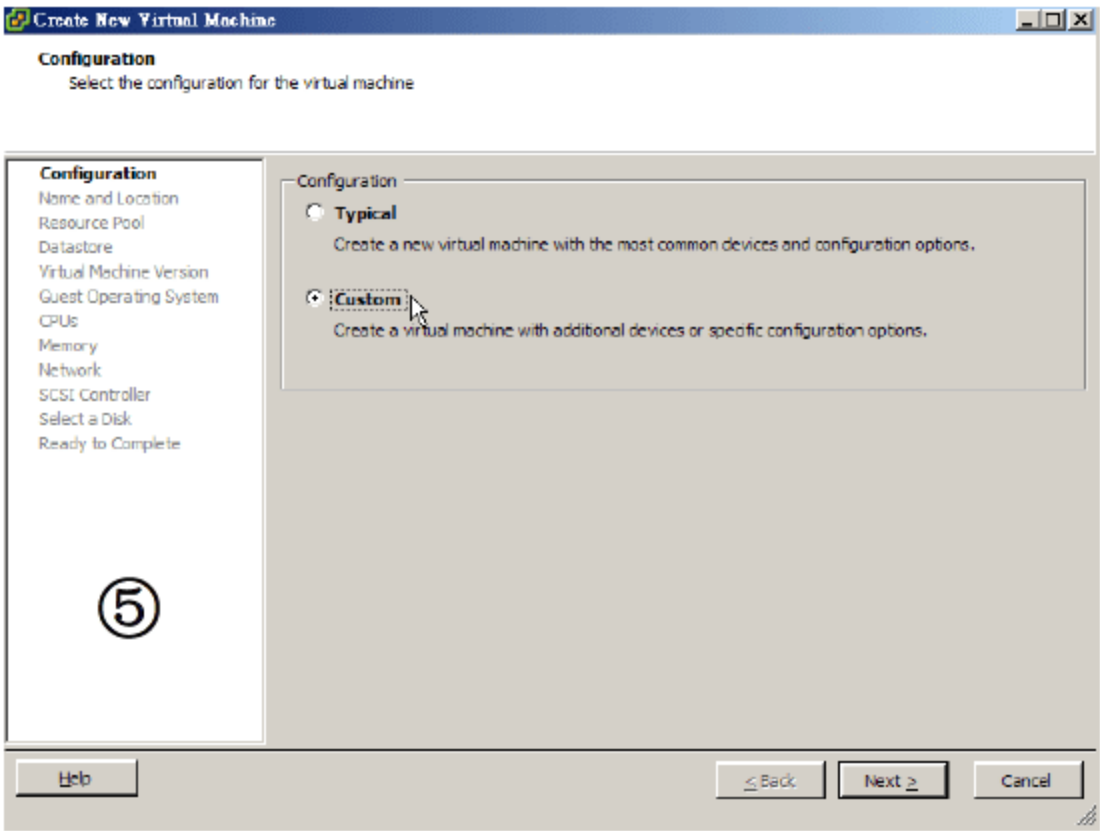 Create New Virtual Machine
Configuration
Select the configuration for the virtual machine
Configuration
Name and Location
Resource Pool
Datastore
Virtual Machine Version
Guest Operating System
CPUs
Memory
Network
SCSI Controller
Select a Disk
Ready to Complete
⑤
Configuration
Typical
Create a new virtual machine with the most common devices and configuration options.
Custom
Create a virtual machine with additional devices or specific configuration options.
Help
< Back
Next >
Cancel